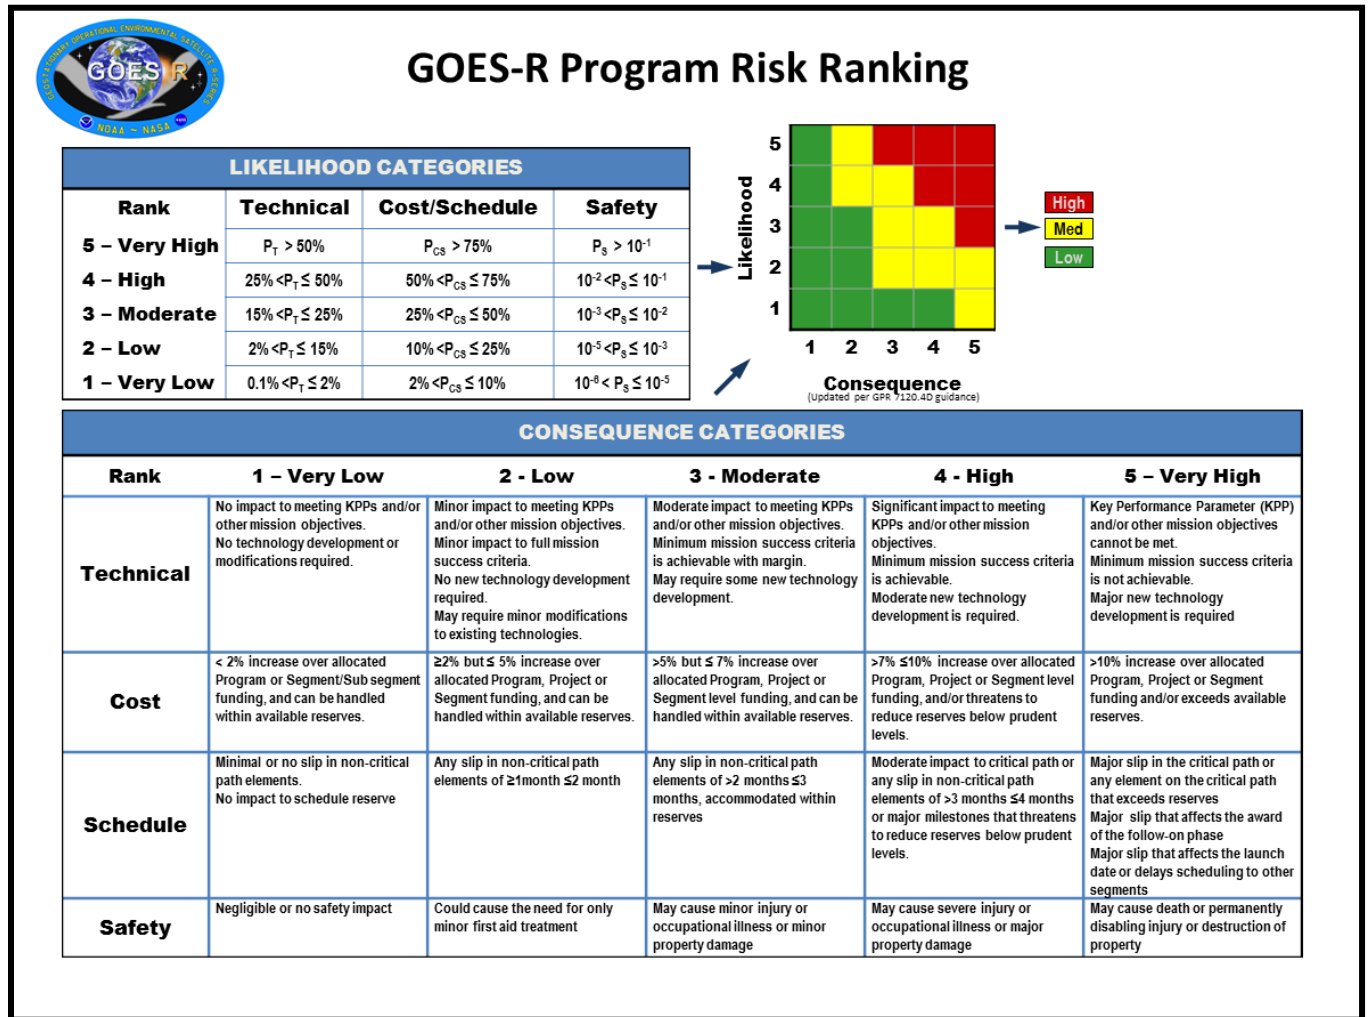 GEOSTATIONARY OPERATIONAL ENVIRONMENTAL SATELLITE R-SERIES
GOES R
NOAA ~ NASA
GOES-R Program Risk Ranking
LIKELIHOOD CATEGORIES
Rank Technical Cost/Schedule Safety
5 – Very High P_T > 50% P_CS > 75% P_S > 10^-1
4 – High 25% <P_T ≤ 50% 50% <P_CS ≤ 75% 10^-2 <P_S ≤ 10^-1
3 – Moderate 15% <P_T ≤ 25% 25% <P_CS ≤ 50% 10^-3 <P_S ≤ 10^-2
2 – Low 2% <P_T ≤ 15% 10% <P_CS ≤ 25% 10^-5 <P_S ≤ 10^-3
1 – Very Low 0.1% <P_T ≤ 2% 2% <P_CS ≤ 10% 10^-6 < P_S ≤ 10^-5
Likelihood
5
4
3
2
1
1 2 3 4 5
Consequence
(Updated per GPR 7120.4D guidance)
High
Med
Low
CONSEQUENCE CATEGORIES
Rank 1 – Very Low 2 - Low 3 - Moderate 4 - High 5 – Very High
Technical
No impact to meeting KPPs and/or
other mission objectives.
No technology development or
modifications required.
Minor impact to meeting KPPs
and/or other mission objectives.
Minor impact to full mission
success criteria.
No new technology development
required.
May require minor modifications
to existing technologies.
Moderate impact to meeting KPPs
and/or other mission objectives.
Minimum mission success criteria
is achievable with margin.
May require some new technology
development.
Significant impact to meeting
KPPs and/or other mission
objectives.
Minimum mission success criteria
is achievable.
Moderate new technology
development is required.
Key Performance Parameter (KPP)
and/or other mission objectives
cannot be met.
Minimum mission success criteria
is not achievable.
Major new technology
development is required
Cost
< 2% increase over allocated
Program or Segment/Sub segment
funding, and can be handled
within available reserves.
≥2% but ≤ 5% increase over
allocated Program, Project or
Segment funding, and can be
handled within available reserves.
>5% but ≤ 7% increase over
allocated Program, Project or
Segment level funding, and can be
handled within available reserves.
>7% ≤10% increase over allocated
Program, Project or Segment level
funding, and/or threatens to
reduce reserves below prudent
levels.
>10% increase over allocated
Program, Project or Segment
funding and/or exceeds available
reserves.
Schedule
Minimal or no slip in non-critical
path elements.
No impact to schedule reserve
Any slip in non-critical path
elements of ≥1month ≤2 month
Any slip in non-critical path
elements of >2 months ≤3
months, accommodated within
reserves
Moderate impact to critical path or
any slip in non-critical path
elements of >3 months ≤4 months
or major milestones that threatens
to reduce reserves below prudent
levels.
Major slip in the critical path or
any element on the critical path
that exceeds reserves
Major slip that affects the award
of the follow-on phase
Major slip that affects the launch
date or delays scheduling to other
segments
Safety
Negligible or no safety impact
Could cause the need for only
minor first aid treatment
May cause minor injury or
occupational illness or minor
property damage
May cause severe injury or
occupational illness or major
property damage
May cause death or permanently
disabling injury or destruction of
property